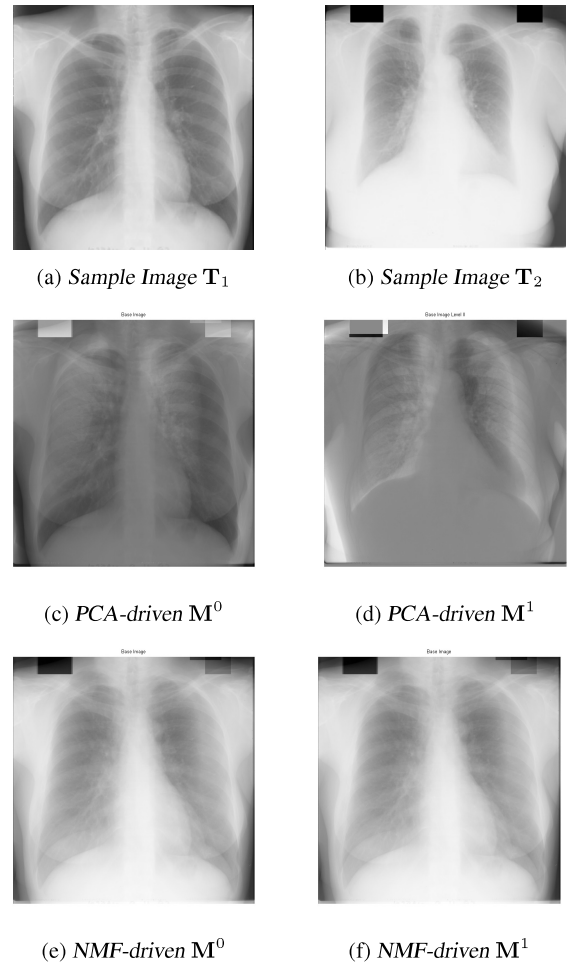 (a) Sample Image T₁
(b) Sample Image T₂
Base Image
Base Image Level 0
(c) PCA-driven M⁰
(d) PCA-driven M¹
Base Image
Base Image
(e) NMF-driven M⁰
(f) NMF-driven M¹